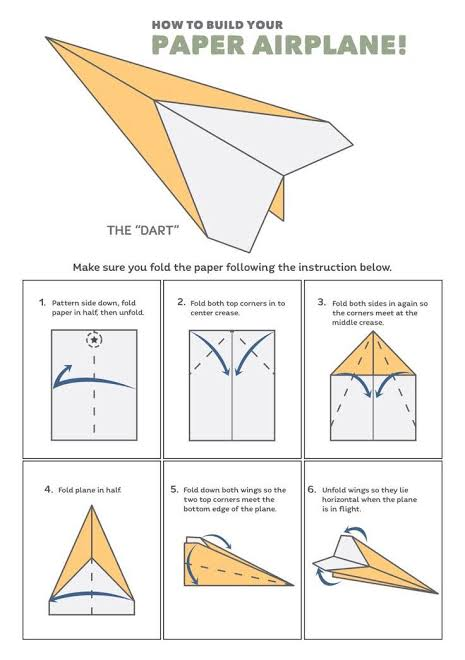 HOW TO BUILD YOUR
PAPER AIRPLANE!
THE “DART”
Make sure you fold the paper following the instruction below.
1. Pattern side down, fold
paper in half, then unfold.
2. Fold both top corners in to
center crease.
3. Fold both sides in again so
the corners meet at the
middle crease.
4. Fold plane in half.
5. Fold down both wings so the
two top corners meet the
bottom edge of the plane.
6. Unfold wings so they lie
horizontal when the plane
is in flight.